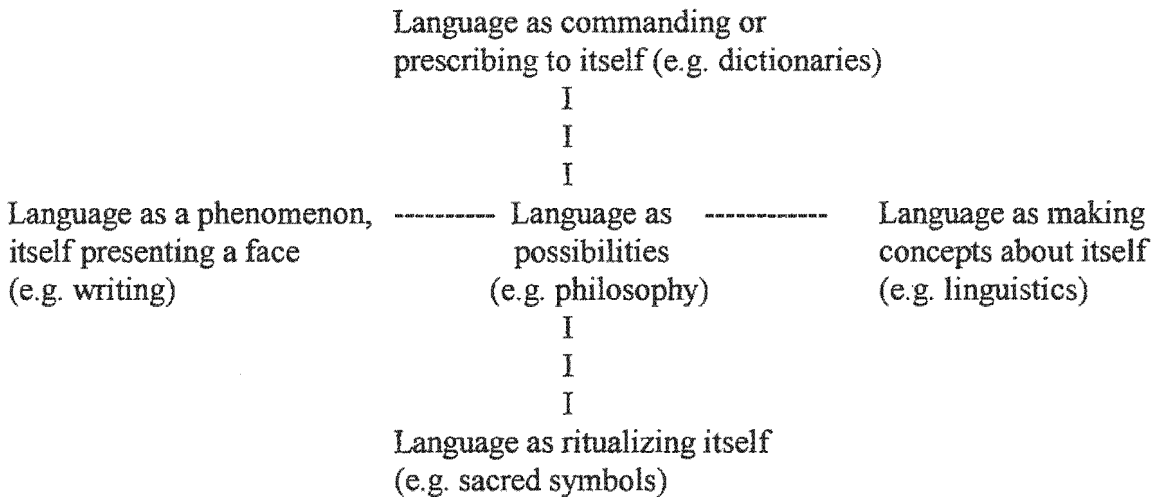 Language as commanding or
prescribing to itself (e.g. dictionaries)
I
I
I
Language as a phenomenon, ---------- Language as ---------- Language as making
itself presenting a face possibilities concepts about itself
(e.g. writing) (e.g. philosophy) (e.g. linguistics)
I
I
I
Language as ritualizing itself
(e.g. sacred symbols)